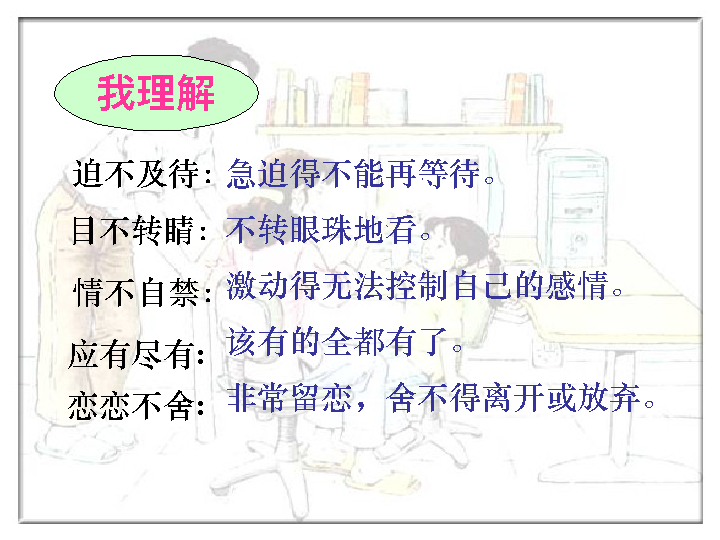 我理解
迫不及待：急迫得不能再等待。
目不转睛：不转眼珠地看。
情不自禁：激动得无法控制自己的感情。
应有尽有：该有的全都有了。
恋恋不舍：非常留恋，舍不得离开或放弃。